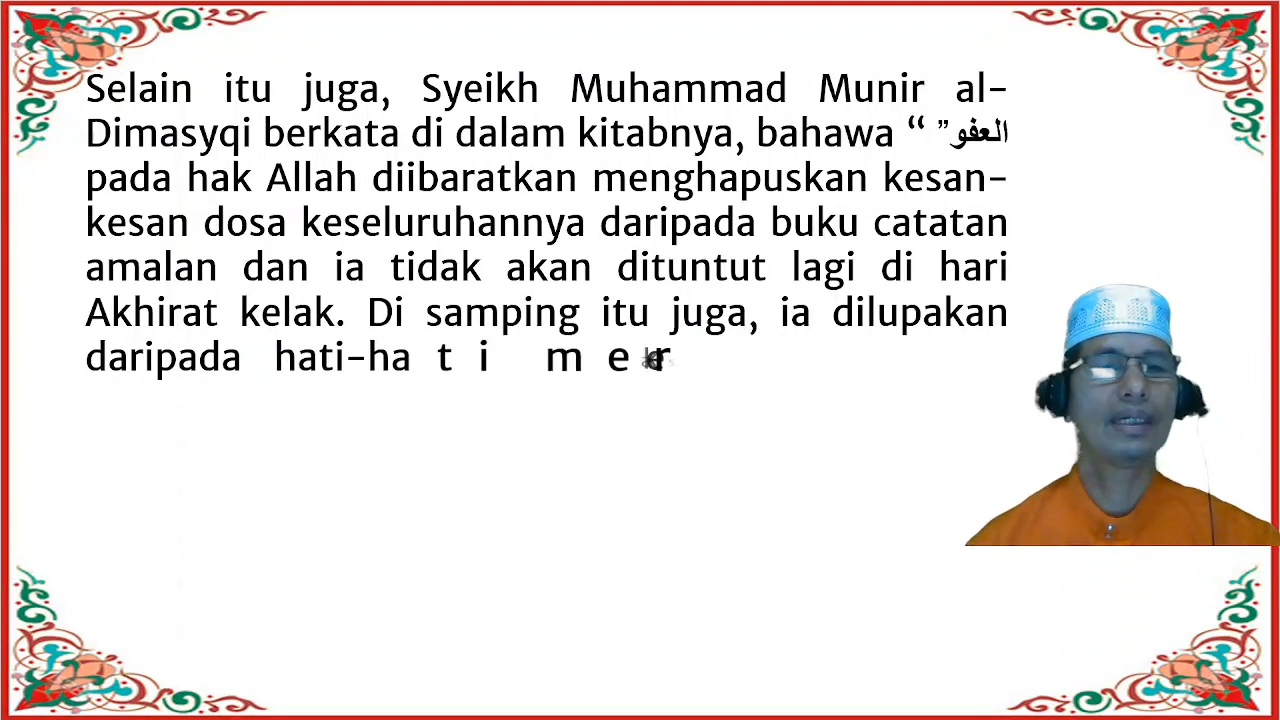 Selain itu juga, Syeikh Muhammad Munir al-
Dimasyqi berkata di dalam kitabnya, bahawa “ العفو”
pada hak Allah diibaratkan menghapuskan kesan-
kesan dosa keseluruhannya daripada buku catatan
amalan dan ia tidak akan dituntut lagi di hari
Akhirat kelak. Di samping itu juga, ia dilupakan
daripada hati-hati